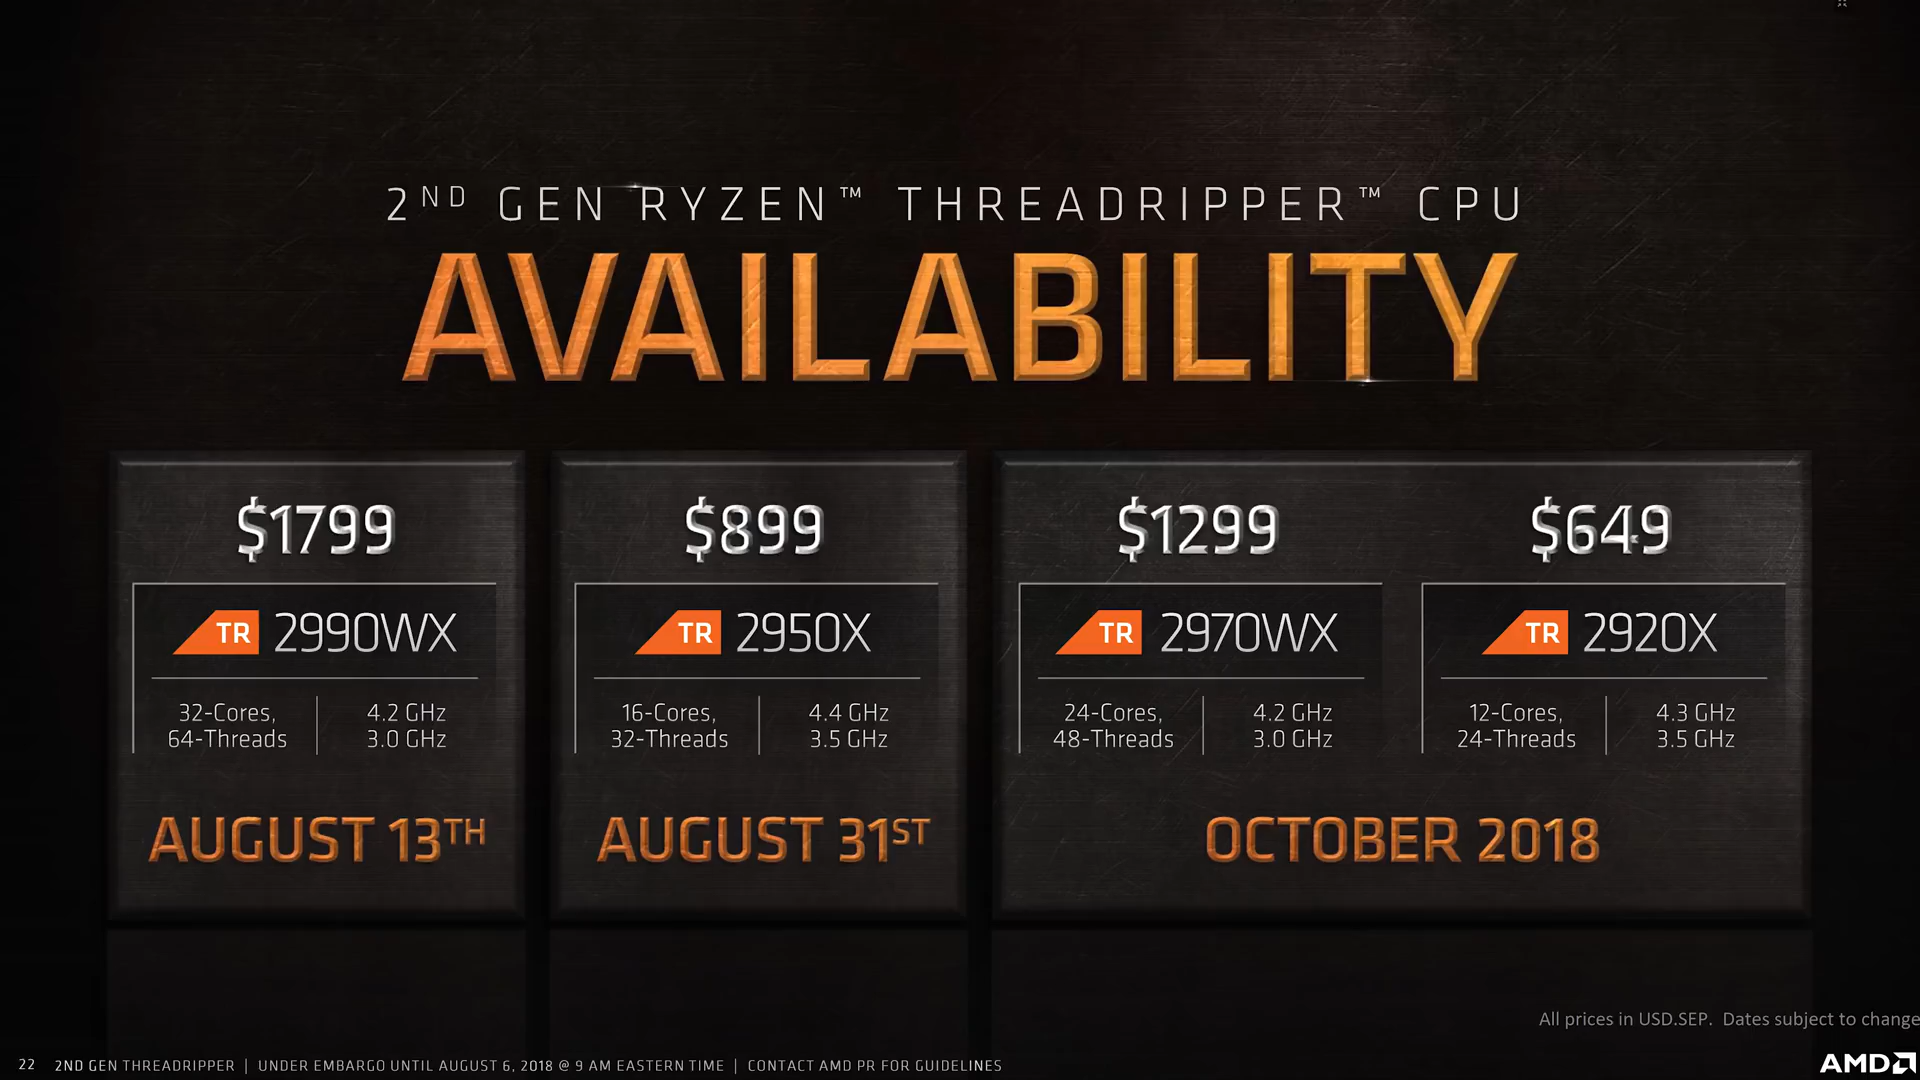 2ND GEN RYZEN™ THREADRIPPER™ CPU
AVAILABILITY
$1799
TR 2990WX
32-Cores,
64-Threads
4.2 GHz
3.0 GHz
AUGUST 13TH
$899
TR 2950X
16-Cores,
32-Threads
4.4 GHz
3.5 GHz
AUGUST 31ST
$1299
TR 2970WX
24-Cores,
48-Threads
4.2 GHz
3.0 GHz
$649
TR 2920X
12-Cores,
24-Threads
4.3 GHz
3.5 GHz
OCTOBER 2018
All prices in USD.SEP. Dates subject to change
22 2ND GEN THREADRIPPER | UNDER EMBARGO UNTIL AUGUST 6, 2018 @ 9 AM EASTERN TIME | CONTACT AMD PR FOR GUIDELINES
AMD